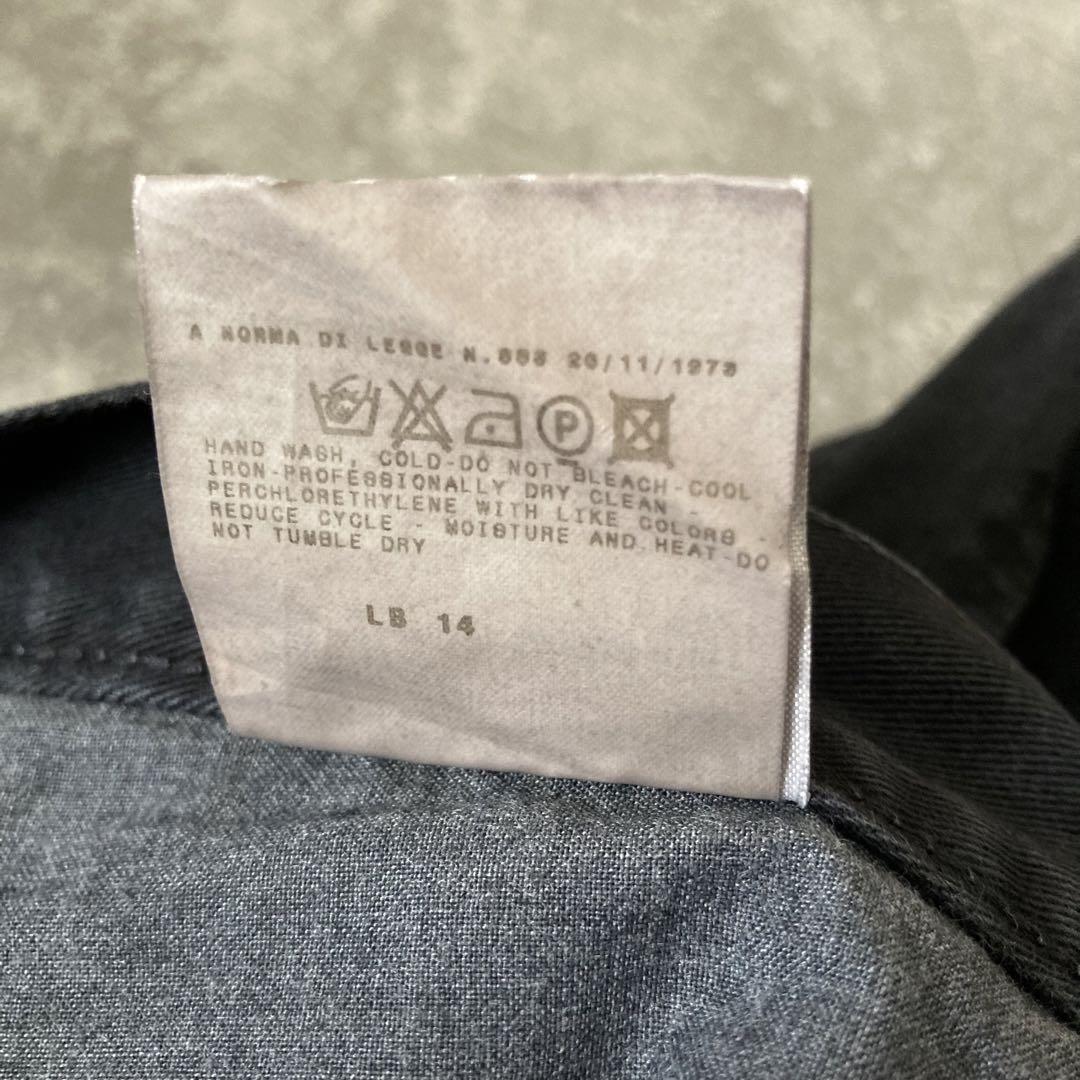 A NORMA DI LEGGE N.883 26/11/1973
P
HAND WASH, COLD-DO NOT BLEACH-COOL
IRON-PROFESSIONALLY DRY CLEAN -
PERCHLORETHYLENE WITH LIKE COLORS -
REDUCE CYCLE - MOISTURE AND HEAT-DO
NOT TUMBLE DRY
LB 14